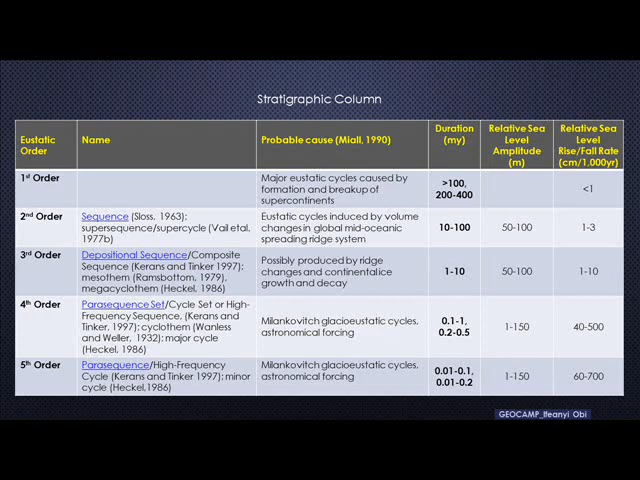 Stratigraphic Column
Eustatic
Order
Name
Probable cause (Miall, 1990)
Duration
(my)
Relative Sea
Level
Amplitude
(m)
Relative Sea
Level
Rise/Fall Rate
(cm/1,000yr)
1st Order
Major eustatic cycles caused by
formation and breakup of
supercontinents
>100,
200-400
<1
2nd Order
Sequence (Sloss, 1963);
supersequence/supercycle (Vail et al,
1977b)
Eustatic cycles induced by volume
changes in global mid-oceanic
spreading ridge system
10-100
50-100
1-3
3rd Order
Depositional Sequence/Composite
Sequence (Kerans and Tinker 1997);
mesothem (Ramsbottom, 1979),
megacyclothem (Heckel, 1986)
Possibly produced by ridge
changes and continental ice
growth and decay
1-10
50-100
1-10
4th Order
Parasequence Set/Cycle Set or High-
Frequency Sequence, (Kerans and
Tinker, 1997); cyclothem (Wanless
and Weller, 1932); major cycle
(Heckel, 1986)
Milankovitch glacioeustatic cycles,
astronomical forcing
0.1-1,
0.2-0.5
1-150
40-500
5th Order
Parasequence/High-Frequency
Cycle (Kerans and Tinker 1997); minor
cycle (Heckel,1986)
Milankovitch glacioeustatic cycles,
astronomical forcing
0.01-0.1,
0.01-0.2
1-150
60-700
GEOCAMP_Ifeanyi Obi